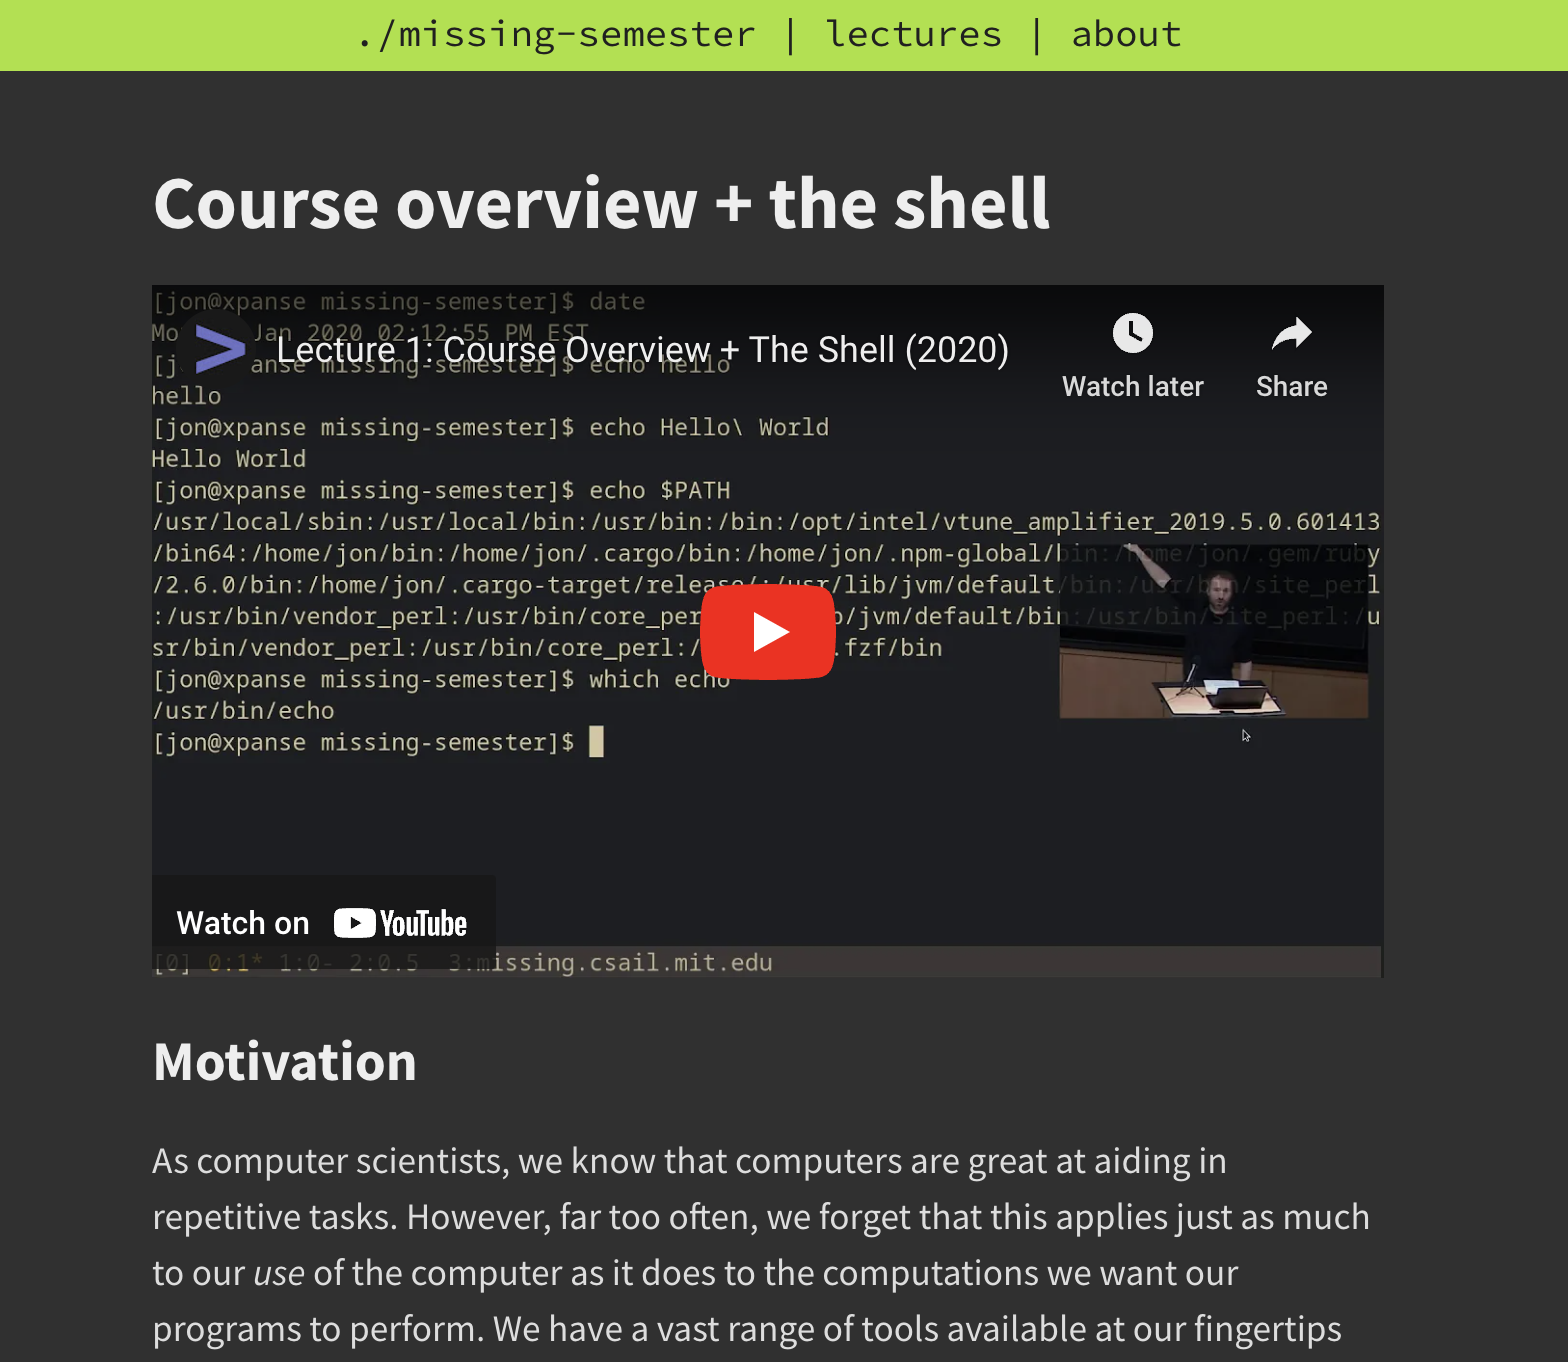 ./missing-semester | lectures | about
Course overview + the shell
[jon@xpanse missing-semester]$ date
Mo Jan 2020 02:12:55 PM EST
Lecture 1: Course Overview + The Shell (2020)
Watch later
Share
[j anse missing-semester]$ echo hello
hello
[jon@xpanse missing-semester]$ echo Hello\ World
Hello World
[jon@xpanse missing-semester]$ echo $PATH
/usr/local/sbin:/usr/local/bin:/usr/bin:/bin:/opt/intel/vtune_amplifier_2019.5.0.601413
/bin64:/home/jon/bin:/home/jon/.cargo/bin:/home/jon/.npm-global/bin:/home/jon/.gem/ruby
/2.6.0/bin:/home/jon/.cargo-target/release/:/usr/lib/jvm/default/bin:/usr/bin/site_perl
:/usr/bin/vendor_perl:/usr/bin/core_per b/jvm/default/bin:/usr/bin/site_perl:/u
sr/bin/vendor_perl:/usr/bin/core_perl:/ .fzf/bin
[jon@xpanse missing-semester]$ which echo
/usr/bin/echo
[jon@xpanse missing-semester]$
Watch on YouTube
[0] 0:1* 1:0- 2:0.5 3:missing.csail.mit.edu
Motivation
As computer scientists, we know that computers are great at aiding in
repetitive tasks. However, far too often, we forget that this applies just as much
to our use of the computer as it does to the computations we want our
programs to perform. We have a vast range of tools available at our fingertips